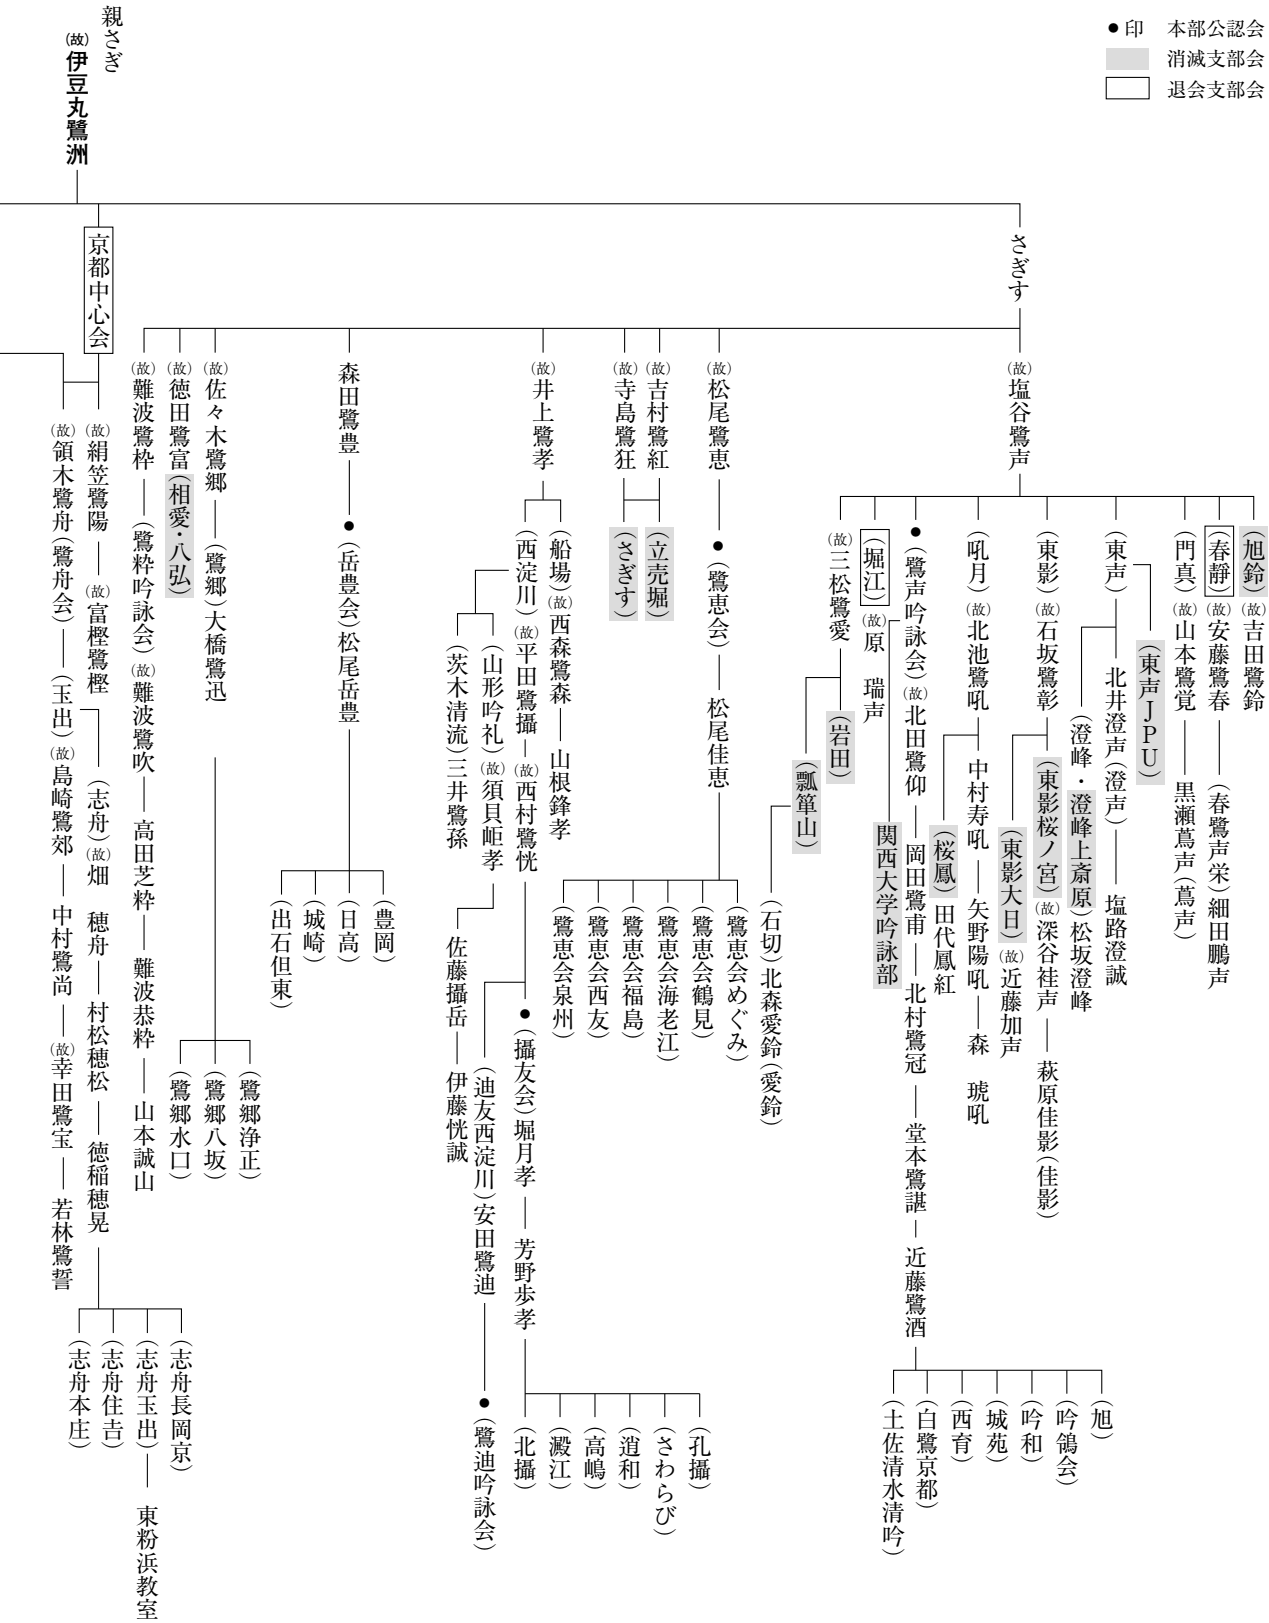 ●印　本部公認会
消滅支部会
退会支部会
親さぎ
(故)伊豆丸鷺洲
さぎす
京都中心会
(故)塩谷鷺声
(旭鈴)(故)吉田鷺鈴
(春靜)(故)安藤鷺春
(春鷺声栄)細田鵬声
(門真)(故)山本鷺覚
黒瀬蔦声(蔦声)
(東声)
(東声JPU)
北井澄声(澄声)
塩路澄誠
(澄峰・澄峰上斎原)松坂澄峰
(東影)(故)石坂鷺彰
(東影桜ノ宮)(故)深谷袿声
萩原佳影(佳影)
(東影大日)(故)近藤加声
(吼月)(故)北池鷺吼
中村寿吼
矢野陽吼
森　琥吼
(桜鳳)田代鳳紅
●(鷺声吟詠会)(故)北田鷺仰
岡田鷺甫
北村鷺冠
堂本鷺諶
近藤鷺酒
関西大学吟詠部
(旭)
(吟鴒会)
(吟和)
(城苑)
(西育)
(白鷺京都)
(土佐清水清吟)
(堀江)(故)原　瑞声
(故)三松鷺愛
(岩田)
(瓢箪山)
(石切)北森愛鈴(愛鈴)
(故)松尾鷺恵
●(鷺恵会)
松尾佳恵
(鷺恵会めぐみ)
(鷺恵会鶴見)
(鷺恵会海老江)
(鷺恵会福島)
(鷺恵会西友)
(鷺恵会泉州)
(故)吉村鷺紅
(故)寺島鷺狂
(立売堀)
(さぎす)
(故)井上鷺孝
(船場)(故)西森鷺森
山根鋒孝
(西淀川)(故)平田鷺攝
(故)西村鷺恍
●(攝友会)堀月孝
芳野歩孝
(孔攝)
(さわらび)
(逍和)
(高嶋)
(澱江)
(北攝)
(迪友西淀川)安田鷺迪
●(鷺迪吟詠会)
(山形吟礼)(故)須貝岠孝
佐藤攝岳
伊藤恍誠
(茨木清流)三井鷺孫
森田鷺豊
●(岳豊会)松尾岳豊
(豊岡)
(日高)
(城崎)
(出石但東)
(故)佐々木鷺郷
(鷺郷)大橋鷺迅
(鷺郷浄正)
(鷺郷八坂)
(鷺郷水口)
(故)徳田鷺富(相愛・八弘)
(故)難波鷺枠
(鷺粋吟詠会)(故)難波鷺吹
高田芝粋
難波恭粋
山本誠山
(故)絹笠鷺陽
(故)富樫鷺樫
(故)領木鷺舟(鷺舟会)
(玉出)(故)島崎鷺郊
中村鷺尚
(故)幸田鷺宝
若林鷺誓
(志舟)(故)畑　穂舟
村松穂松
徳稲穂晃
(志舟長岡京)
(志舟玉出)
東粉浜教室
(志舟住吉)
(志舟本庄)